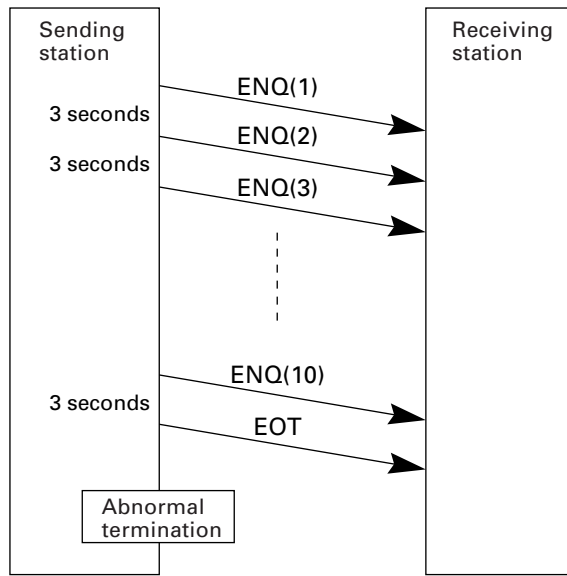 Sending
station
Receiving
station
ENQ(1)
3 seconds
ENQ(2)
3 seconds
ENQ(3)
ENQ(10)
3 seconds
EOT
Abnormal
termination